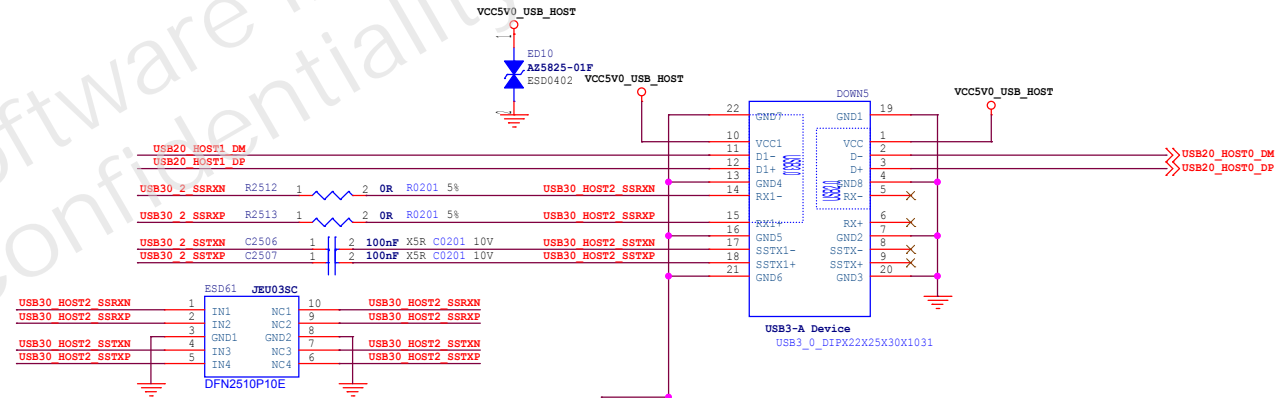 Software
Confidentiality
VCC5V0_USB_HOST
ED10
AZ5825-01F
ESD0402
VCC5V0_USB_HOST
DOWN5
VCC5V0_USB_HOST
22 GND7 GND1 19
10 VCC1 VCC 1
USB20_HOST1_DM 11 D1- D- 2 USB20_HOST0_DM
USB20_HOST1_DP 12 D1+ D+ 3 USB20_HOST0_DP
13 GND4 GND8 4
USB30_2_SSRXN R2512 1 2 0R R0201 5% USB30_HOST2_SSRXN 14 RX1- RX- 5
USB30_2_SSRXP R2513 1 2 0R R0201 5% USB30_HOST2_SSRXP 15 RX1+ RX+ 6
16 GND5 GND2 7
USB30_2_SSTXN C2506 1 2 100nF X5R C0201 10V USB30_HOST2_SSTXN 17 SSTX1- SSTX- 8
USB30_2_SSTXP C2507 1 2 100nF X5R C0201 10V USB30_HOST2_SSTXP 18 SSTX1+ SSTX+ 9
21 GND6 GND3 20
USB3-A Device
USB3_0_DIPX22X25X30X1031
ESD61 JEU03SC
USB30_HOST2_SSRXN 1 IN1 NC1 10 USB30_HOST2_SSRXN
USB30_HOST2_SSRXP 2 IN2 NC2 9 USB30_HOST2_SSRXP
3 GND1 GND2 8
USB30_HOST2_SSTXN 4 IN3 NC3 7 USB30_HOST2_SSTXN
USB30_HOST2_SSTXP 5 IN4 NC4 6 USB30_HOST2_SSTXP
DFN2510P10E